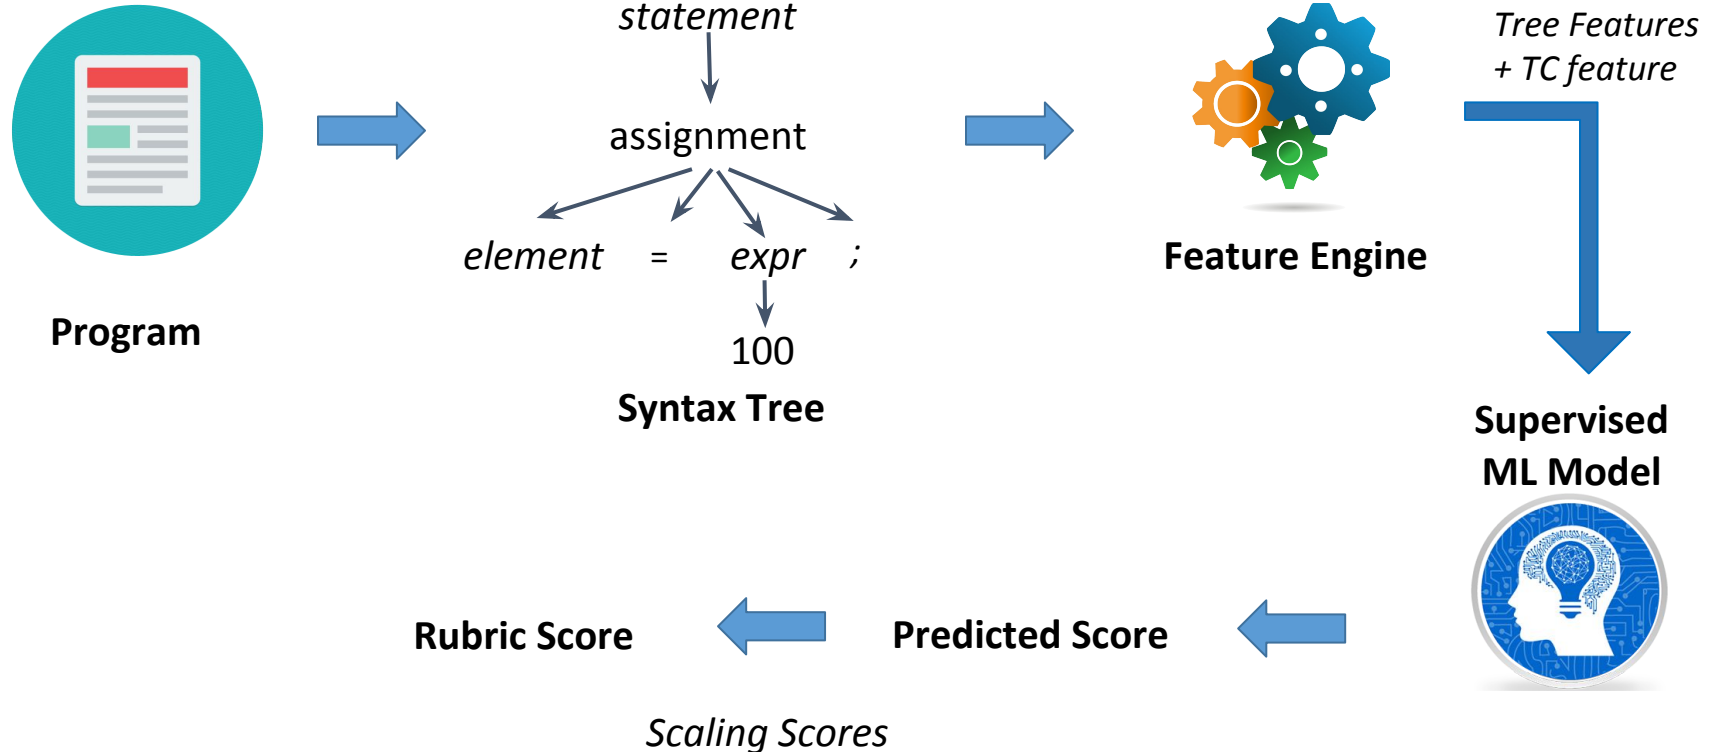 statement
Tree Features
+ TC feature
assignment
element = expr ;
Feature Engine
Program
100
Syntax Tree
Supervised
ML Model
Rubric Score
Predicted Score
Scaling Scores